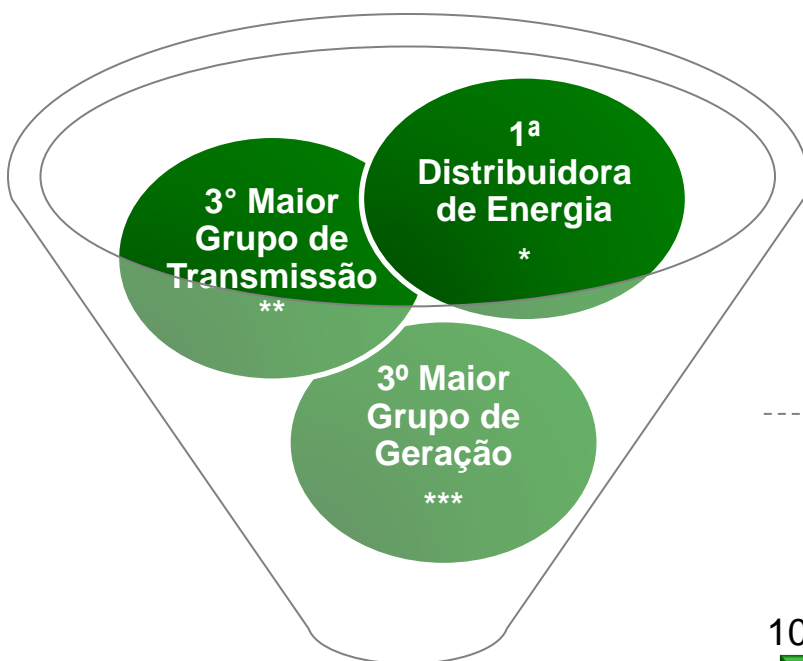 1ª
Distribuidora
de Energia
*
3° Maior
Grupo de
Transmissão
**
3º Maior
Grupo de
Geração
***
10